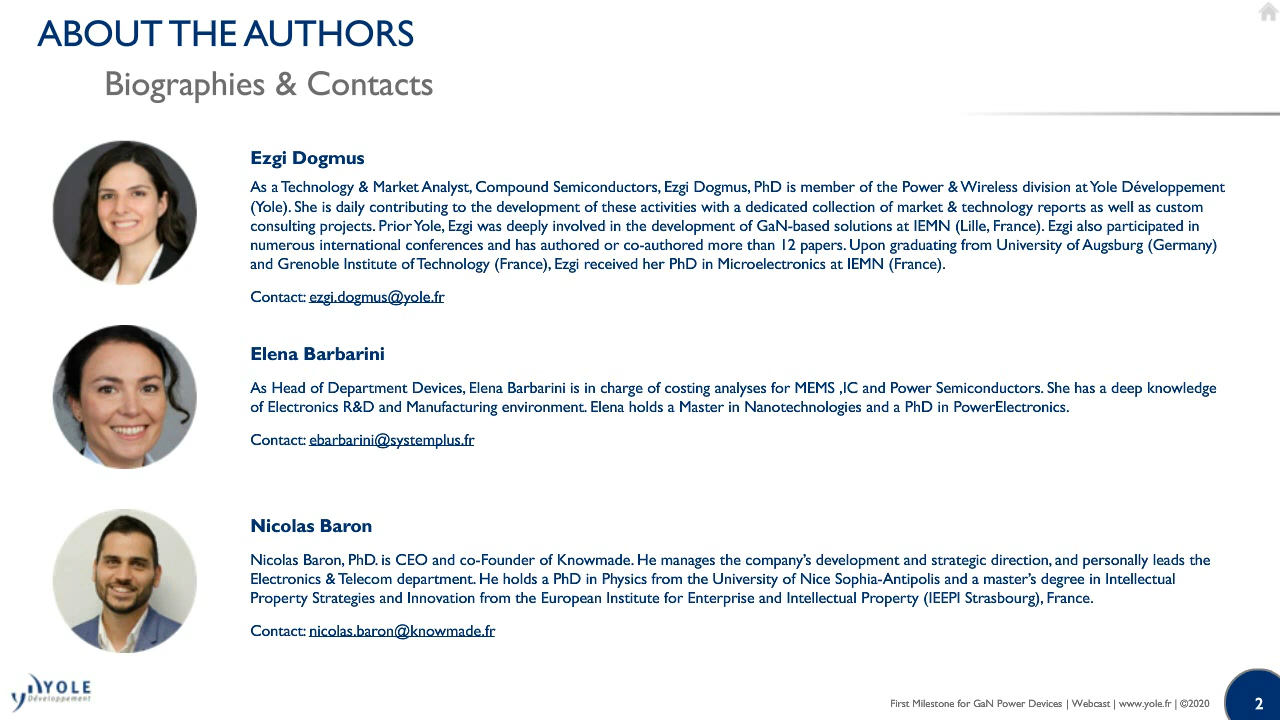 ABOUT THE AUTHORS
Biographies & Contacts
Ezgi Dogmus
As a Technology & Market Analyst, Compound Semiconductors, Ezgi Dogmus, PhD is member of the Power & Wireless division at Yole Développement
(Yole). She is daily contributing to the development of these activities with a dedicated collection of market & technology reports as well as custom
consulting projects. Prior Yole, Ezgi was deeply involved in the development of GaN-based solutions at IEMN (Lille, France). Ezgi also participated in
numerous international conferences and has authored or co-authored more than 12 papers. Upon graduating from University of Augsburg (Germany)
and Grenoble Institute of Technology (France), Ezgi received her PhD in Microelectronics at IEMN (France).
Contact: ezgi.dogmus@yole.fr
Elena Barbarini
As Head of Department Devices, Elena Barbarini is in charge of costing analyses for MEMS ,IC and Power Semiconductors. She has a deep knowledge
of Electronics R&D and Manufacturing environment. Elena holds a Master in Nanotechnologies and a PhD in PowerElectronics.
Contact: ebarbarini@systemplus.fr
Nicolas Baron
Nicolas Baron, PhD. is CEO and co-Founder of Knowmade. He manages the company's development and strategic direction, and personally leads the
Electronics & Telecom department. He holds a PhD in Physics from the University of Nice Sophia-Antipolis and a master's degree in Intellectual
Property Strategies and Innovation from the European Institute for Enterprise and Intellectual Property (IEEPI Strasbourg), France.
Contact: nicolas.baron@knowmade.fr
YOLE
Développement
First Milestone for GaN Power Devices | Webcast | www.yole.fr | ©2020
2